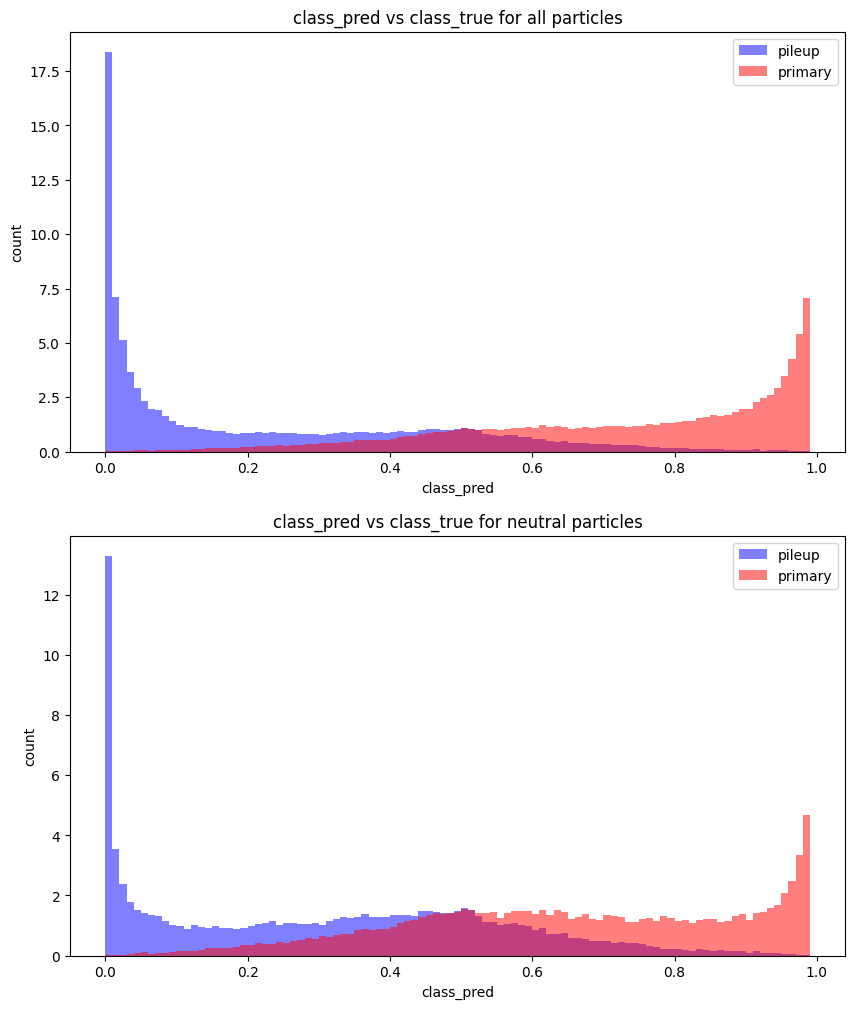 class_pred vs class_true for all particles
pileup
primary
17.5
15.0
12.5
10.0
7.5
5.0
2.5
0.0
count
0.0 0.2 0.4 0.6 0.8 1.0
class_pred
class_pred vs class_true for neutral particles
pileup
primary
12
10
8
6
4
2
0
count
0.0 0.2 0.4 0.6 0.8 1.0
class_pred